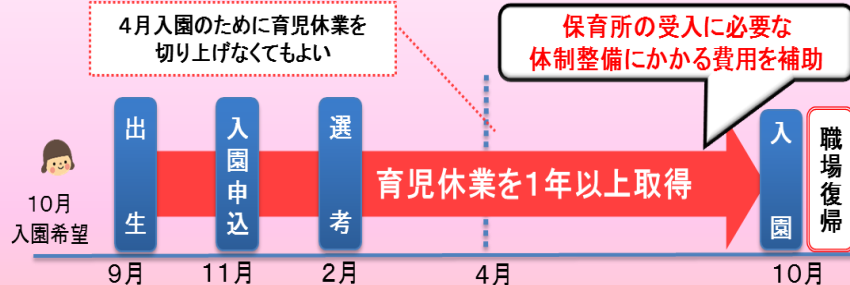 4月入園のために育児休業を
切り上げなくてもよい
保育所の受入に必要な
体制整備にかかる費用を補助
10月
入園希望
出生
入園申込
選考
育児休業を1年以上取得
入園
職場復帰
9月
11月
2月
4月
10月